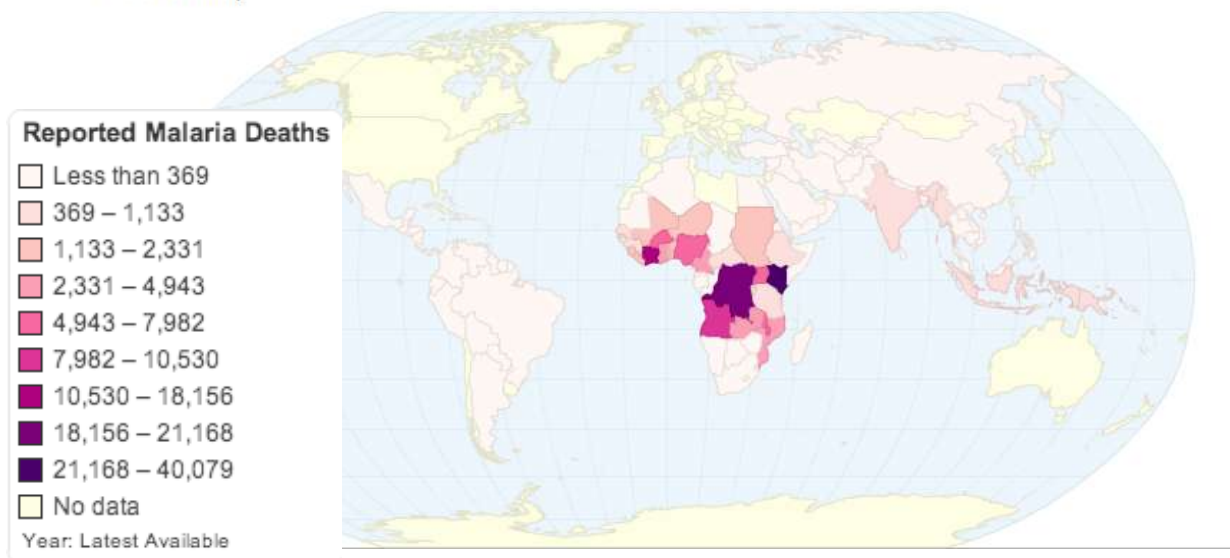 Reported Malaria Deaths
Less than 369
369 – 1,133
1,133 – 2,331
2,331 – 4,943
4,943 – 7,982
7,982 – 10,530
10,530 – 18,156
18,156 – 21,168
21,168 – 40,079
No data
Year: Latest Available